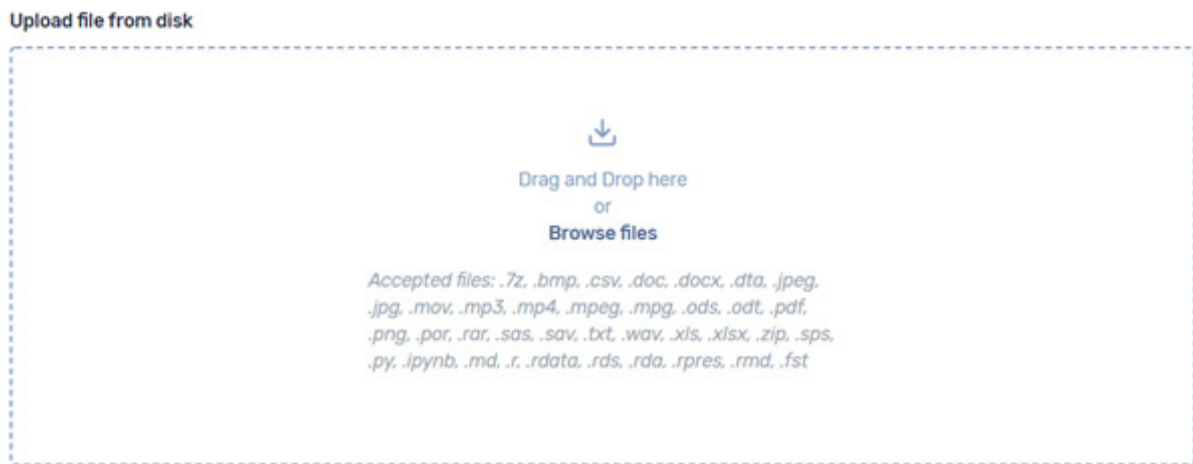 Upload file from disk
Drag and Drop here
or
Browse files
Accepted files: .7z, .bmp, .csv, .doc, .docx, .dta, .jpeg,
.jpg, .mov, .mp3, .mp4, .mpeg, .mpg, .ods, .odt, .pdf,
.png, .por, .rar, .sas, .sav, .txt, .wav, .xls, .xlsx, .zip, .sps,
.py, .ipynb, .md, .r, .rdata, .rds, .rda, .rpres, .rmd, .fst